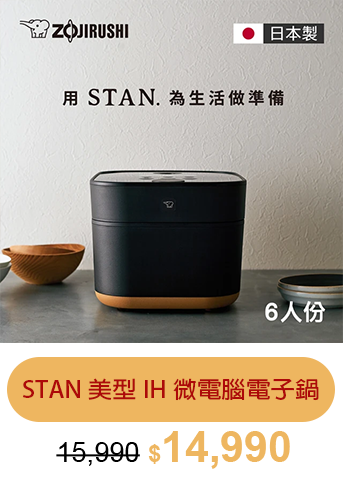 ZOJIRUSHI
日本製
用 STAN. 為生活做準備
6人份
STAN 美型 IH 微電腦電子鍋
15,990 $14,990